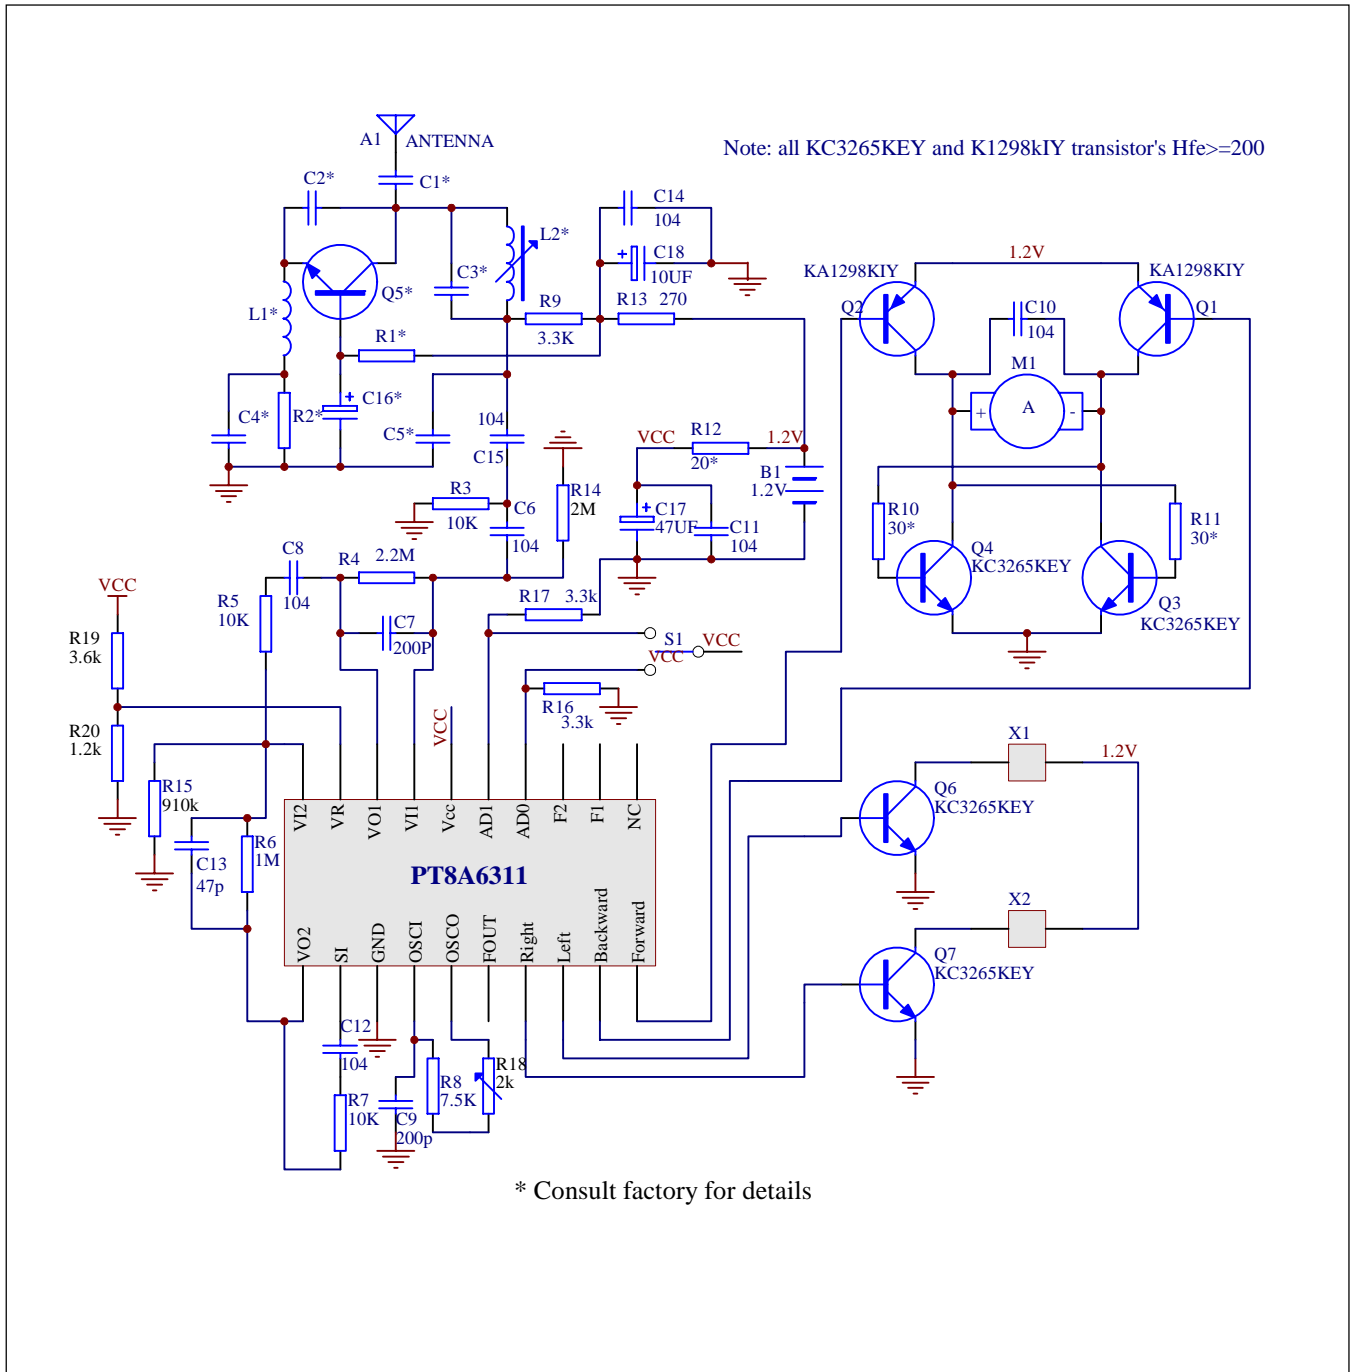 A1 ANTENNA
Note: all KC3265KEY and K1298kIY transistor's Hfe>=200
C2*
C1*
C14
104
L2*
C18
10UF
C3*
Q5*
L1*
R9
3.3K
R13 270
R1*
1.2V
KA1298KIY
KA1298KIY
Q2
Q1
C10
104
M1
+ A -
C4*
R2*
C16*
C5*
104
C15
VCC
R12
20*
1.2V
B1
1.2V
R3
10K
C6
104
R14
2M
C17
47UF
C11
104
R10
30*
R11
30*
Q4
KC3265KEY
Q3
KC3265KEY
C8
104
R4
2.2M
VCC
R5
10K
C7
200P
R17
3.3k
S1
VCC
VCC
R19
3.6k
R20
1.2k
R16
3.3k
VCC
X1
1.2V
R15
910k
Q6
KC3265KEY
VI2
VR
VO1
VI1
Vcc
AD1
AD0
F2
F1
NC
R6
1M
C13
47p
PT8A6311
X2
VO2
SI
GND
OSCI
OSCO
FOUT
Right
Left
Backward
Forward
Q7
KC3265KEY
C12
104
R7
10K
C9
200p
R8
7.5K
R18
2k
* Consult factory for details